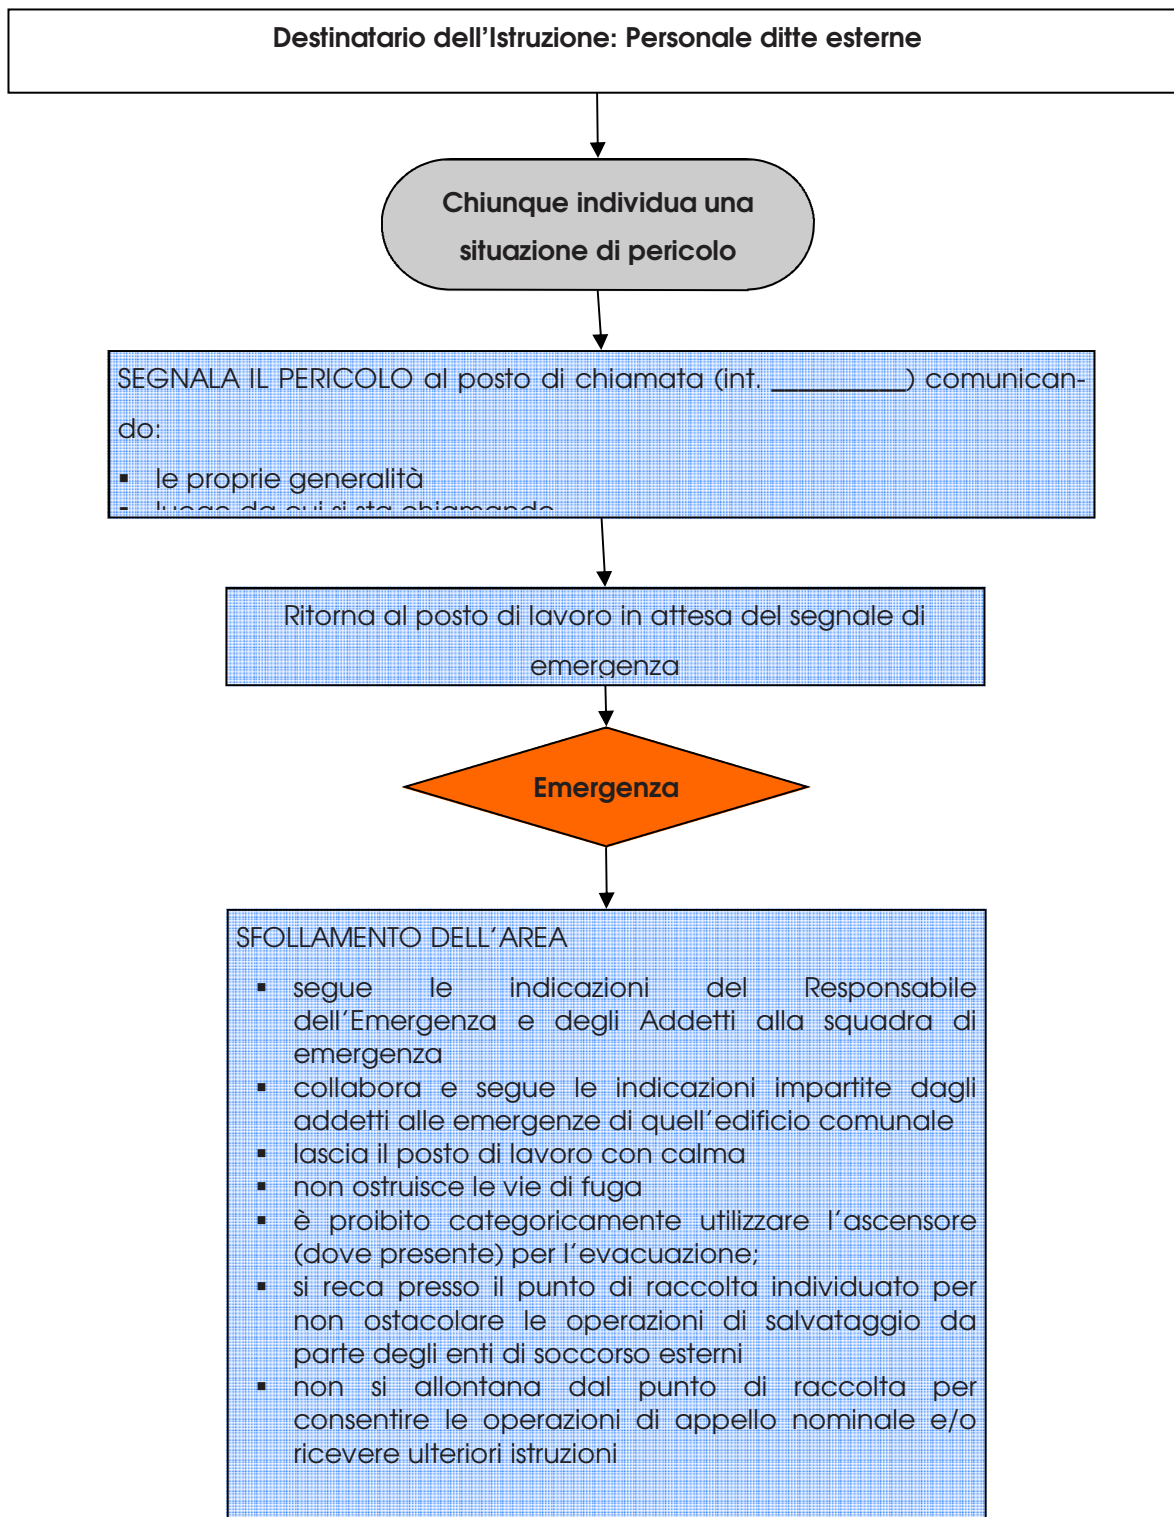 Destinatario dell'Istruzione: Personale ditte esterne
Chiunque individua una
situazione di pericolo
SEGNALA IL PERICOLO al posto di chiamata (int. __________) comunican-
do:
▪ le proprie generalità
▪ luogo da cui si sta chiamando
Ritorna al posto di lavoro in attesa del segnale di
emergenza
Emergenza
SFOLLAMENTO DELL'AREA
▪ segue le indicazioni del Responsabile
dell'Emergenza e degli Addetti alla squadra di
emergenza
▪ collabora e segue le indicazioni impartite dagli
addetti alle emergenze di quell'edificio comunale
▪ lascia il posto di lavoro con calma
▪ non ostruisce le vie di fuga
▪ è proibito categoricamente utilizzare l'ascensore
(dove presente) per l'evacuazione;
▪ si reca presso il punto di raccolta individuato per
non ostacolare le operazioni di salvataggio da
parte degli enti di soccorso esterni
▪ non si allontana dal punto di raccolta per
consentire le operazioni di appello nominale e/o
ricevere ulteriori istruzioni